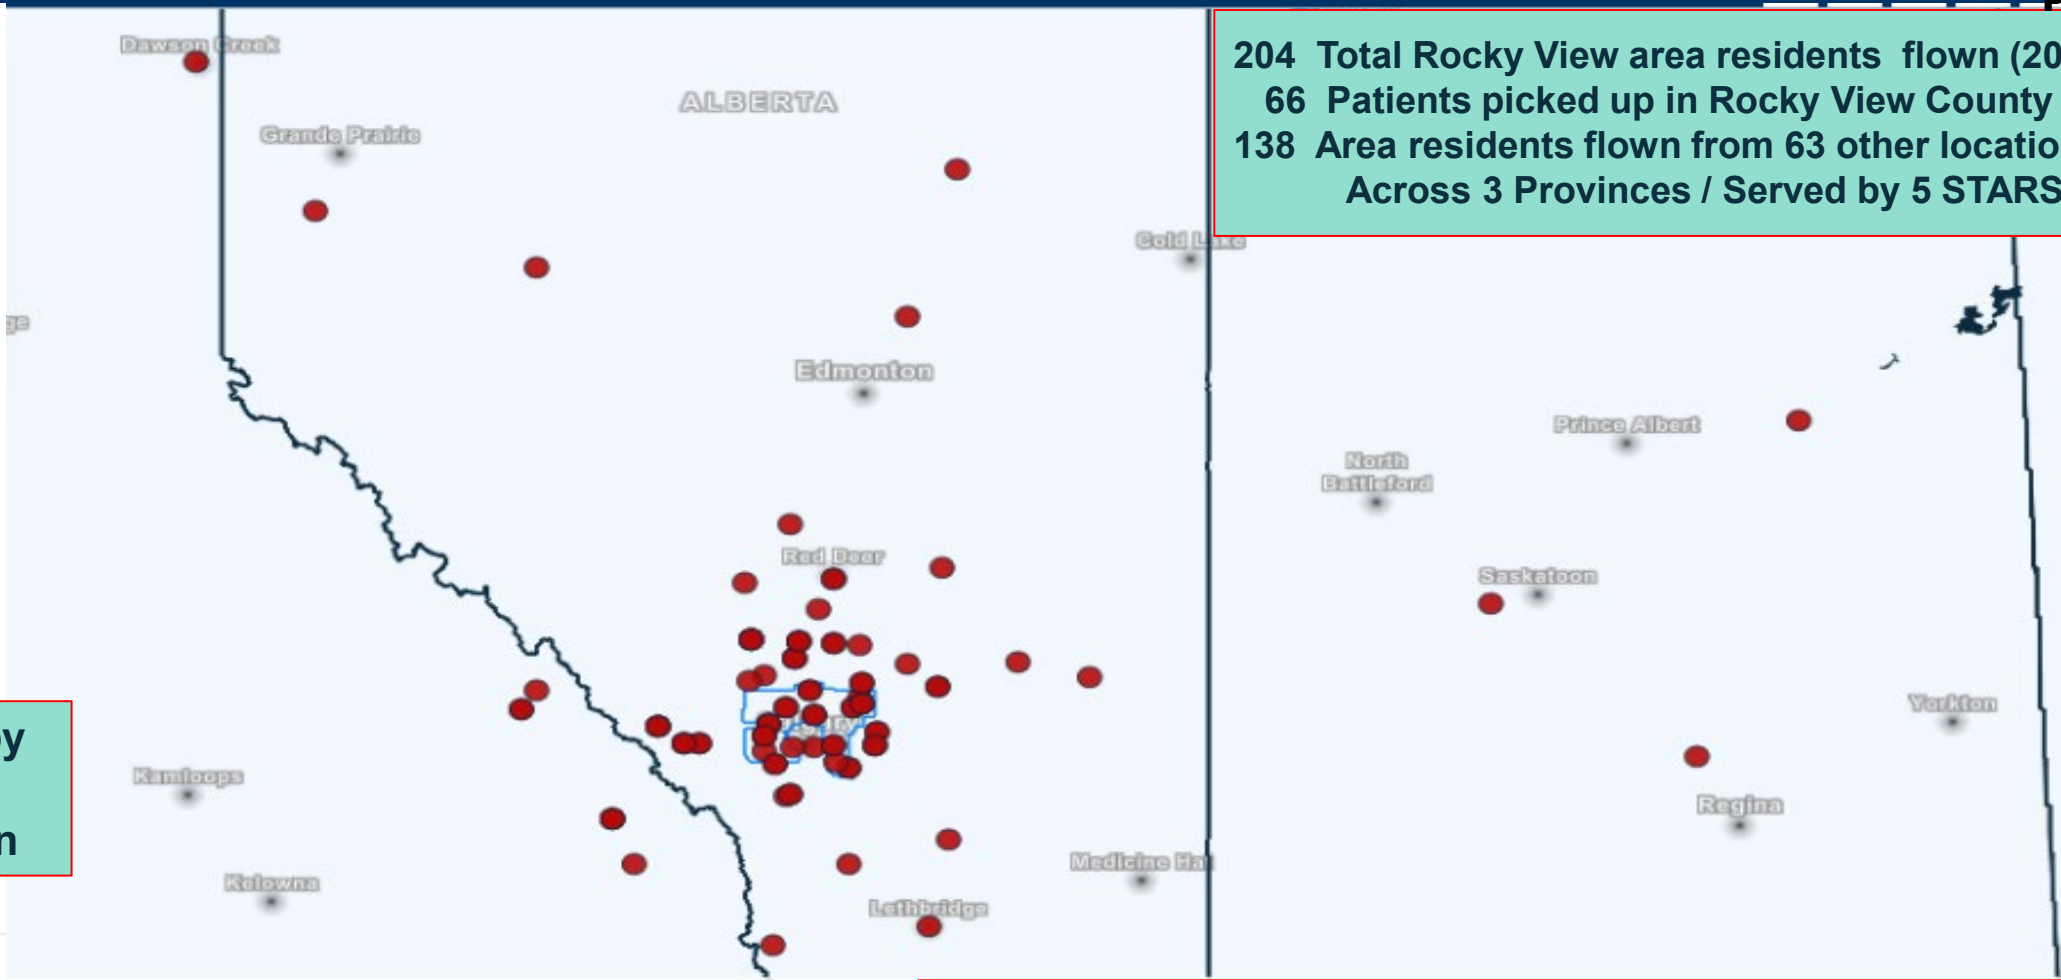 Dawson Creek
ALBERTA
Grande Prairie
204 Total Rocky View area residents flown (20
66 Patients picked up in Rocky View County
138 Area residents flown from 63 other locatio
Across 3 Provinces / Served by 5 STARS
Cold Lake
ge
Edmonton
Prince Albert
North
Battleford
Red Deer
Saskatoon
Yorkton
by
n
Kamloops
Regina
Medicine Hat
Kelowna
Lethbridge